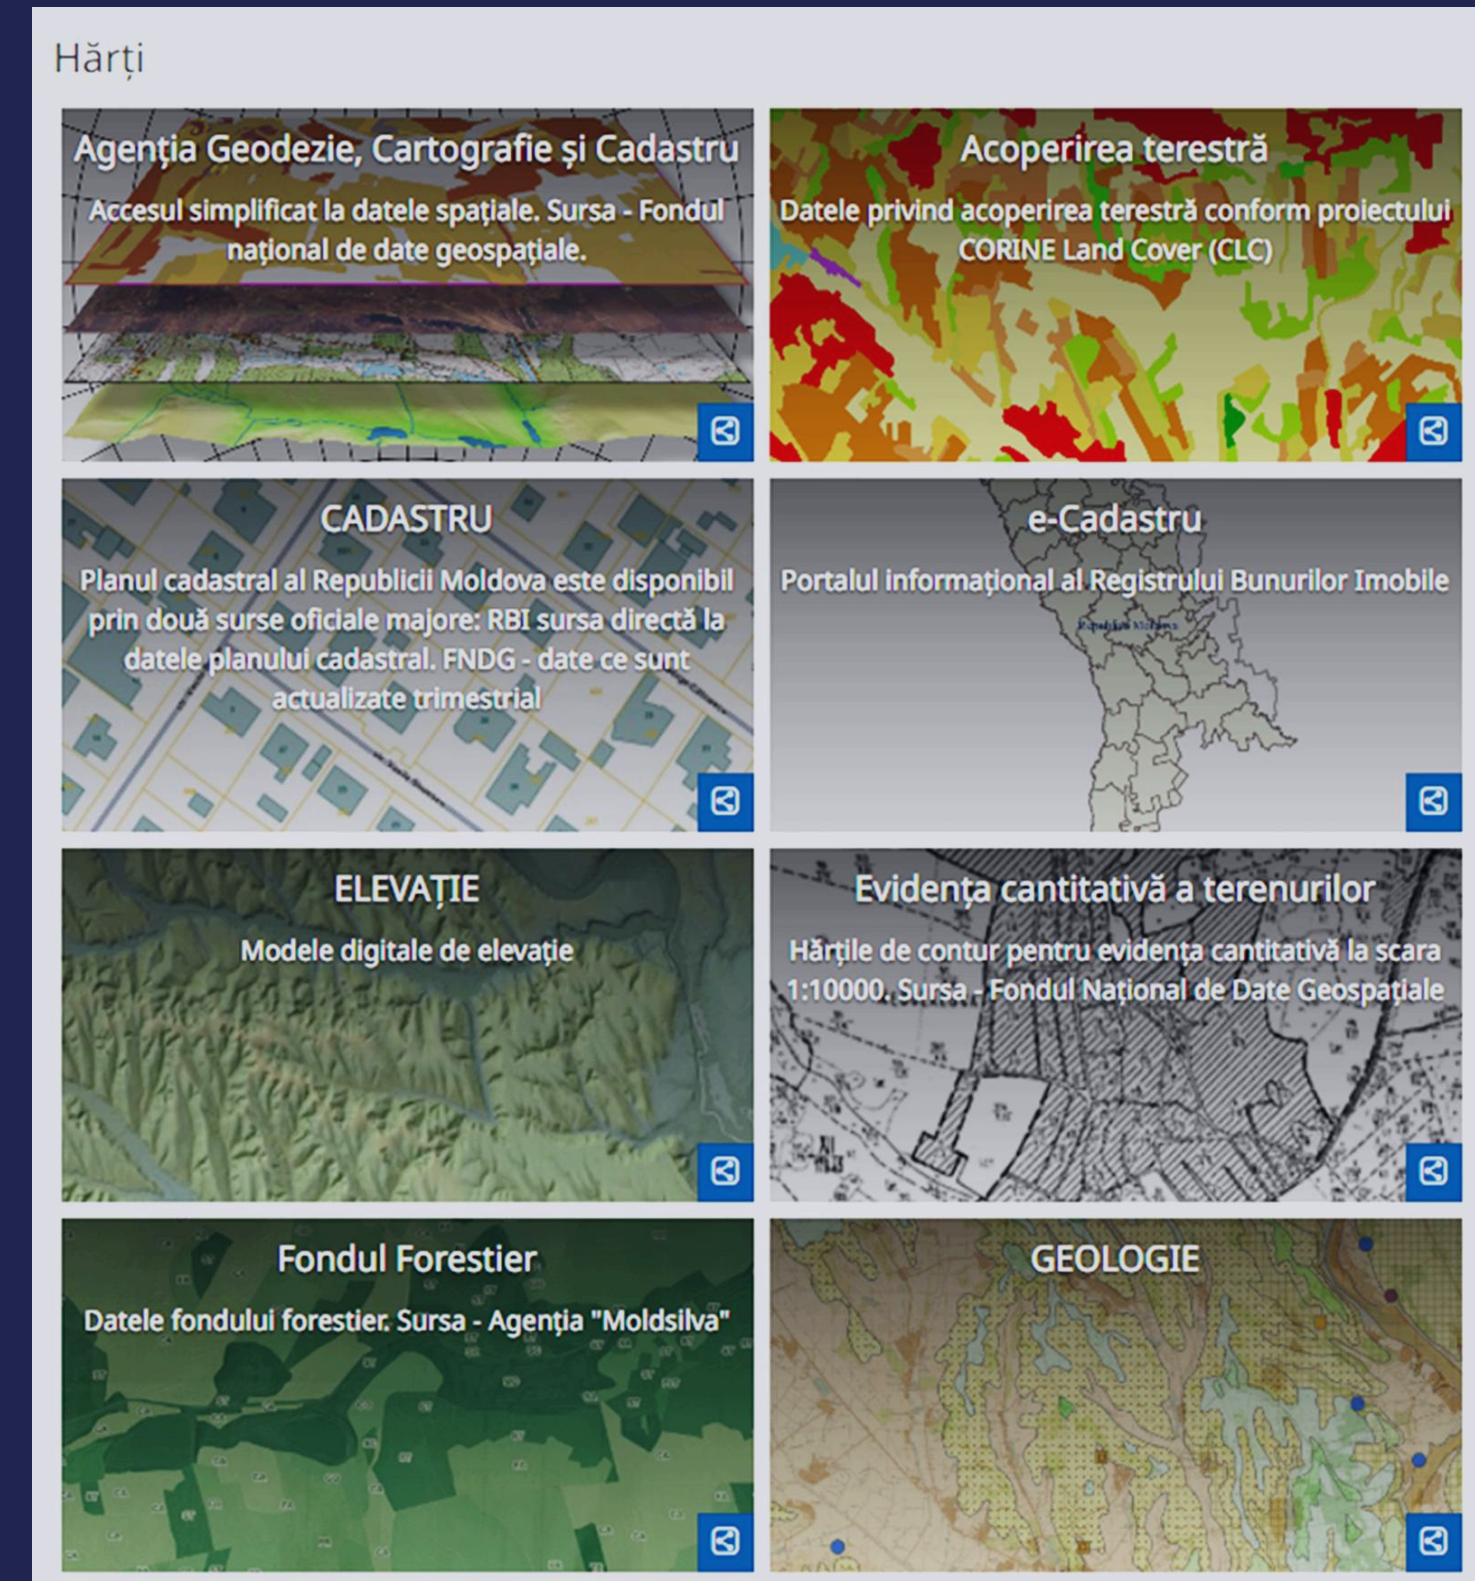 Hărți
Agenția Geodezie, Cartografie și Cadastru
Accesul simplificat la datele spațiale. Sursa - Fondul
național de date geospațiale.
Acoperirea terestră
Datele privind acoperirea terestră conform proiectului
CORINE Land Cover (CLC)
CADASTRU
Planul cadastral al Republicii Moldova este disponibil
prin două surse oficiale majore: RBI sursa directă la
datele planului cadastral. FNDG - date ce sunt
actualizate trimestrial
e-Cadastru
Portalul informațional al Registrului Bunurilor Imobile
Republica Moldova
ELEVAȚIE
Modele digitale de elevație
Evidența cantitativă a terenurilor
Hărțile de contur pentru evidența cantitativă la scara
1:10000. Sursa - Fondul Național de Date Geospațiale
Fondul Forestier
Datele fondului forestier. Sursa - Agenția "Moldsilva"
GEOLOGIE